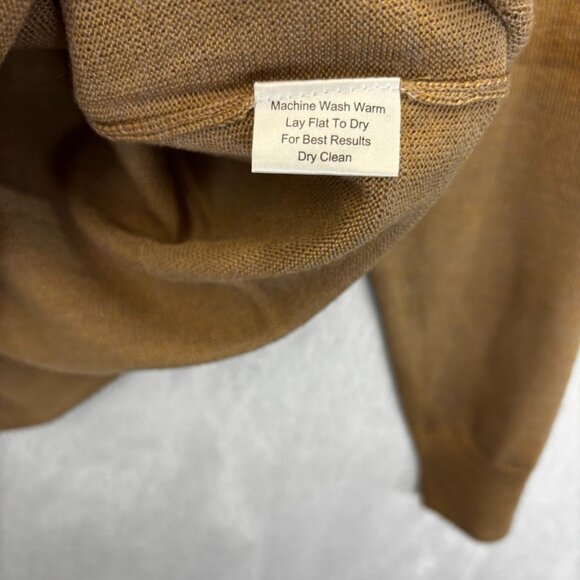 Machine Wash Warm
Lay Flat To Dry
For Best Results
Dry Clean